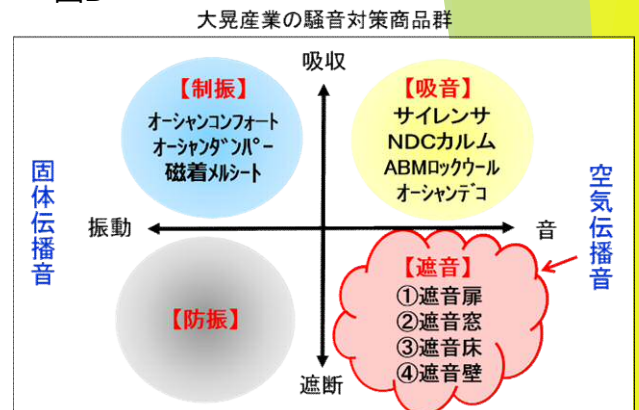 大晃産業の騒音対策商品群
吸収
【制振】
オーシャンコンフォート
オーシャンダンパー
磁着メルシート
【吸音】
サイレンサ
NDCカルム
ABMロックウール
オーシャンデコ
固体伝播音
振動
音
空気伝播音
【防振】
【遮音】
①遮音扉
②遮音窓
③遮音床
④遮音壁
遮断